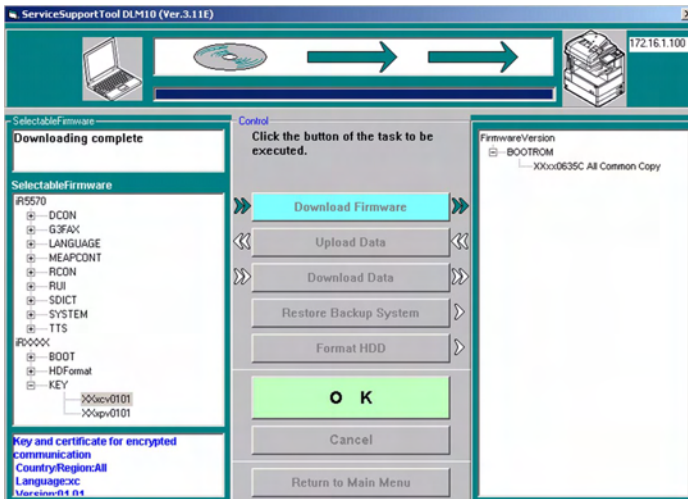 ServiceSupportTool DLM10 (Ver.3.11E)
172.16.1.100
SelectableFirmware
Downloading complete
SelectableFirmware
iR5570
DCON
G3FAX
LANGUAGE
MEAPCONT
RCON
RUI
SDICT
SYSTEM
TTS
iRXXXX
BOOT
HDFormat
KEY
XXxcv0101
XXxpv0101
Key and certificate for encrypted
communication
Country/Region:All
Language:xc
Version:01.01
Control
Click the button of the task to be
executed.
Download Firmware
Upload Data
Download Data
Restore Backup System
Format HDD
O K
Cancel
Return to Main Menu
FirmwareVersion
BOOTROM
XXxx0635C All Common Copy